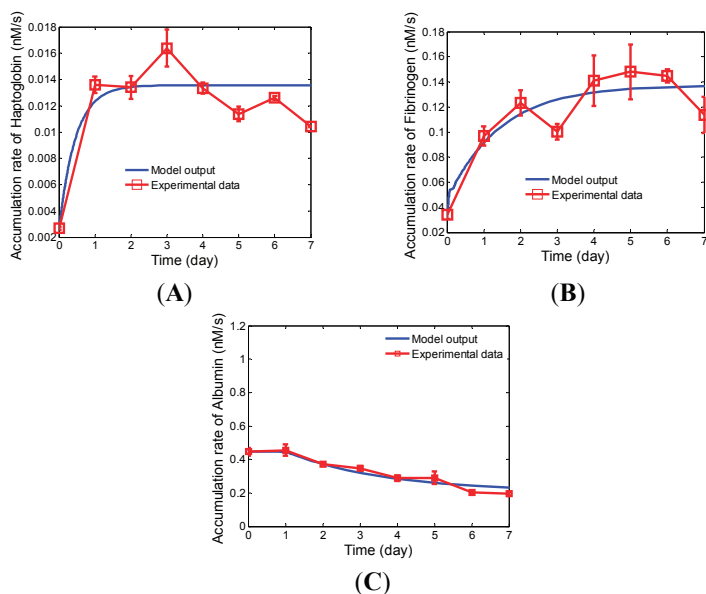 Accumulation rate of Haptoglobin (nM/s)
0.018
0.016
0.014
0.012
0.01
0.008
0.006
0.004
0.002
Model output
Experimental data
0 1 2 3 4 5 6 7
Time (day)
(A)
Accumulation rate of Fibrinogen (nM/s)
0.18
0.16
0.14
0.12
0.1
0.08
0.06
0.04
0.02
Model output
Experimental data
0 1 2 3 4 5 6 7
Time (day)
(B)
Accumulation rate of Albumin (nM/s)
1.2
1
0.8
0.6
0.4
0.2
0
Model output
Experimental data
0 1 2 3 4 5 6 7
Time (day)
(C)